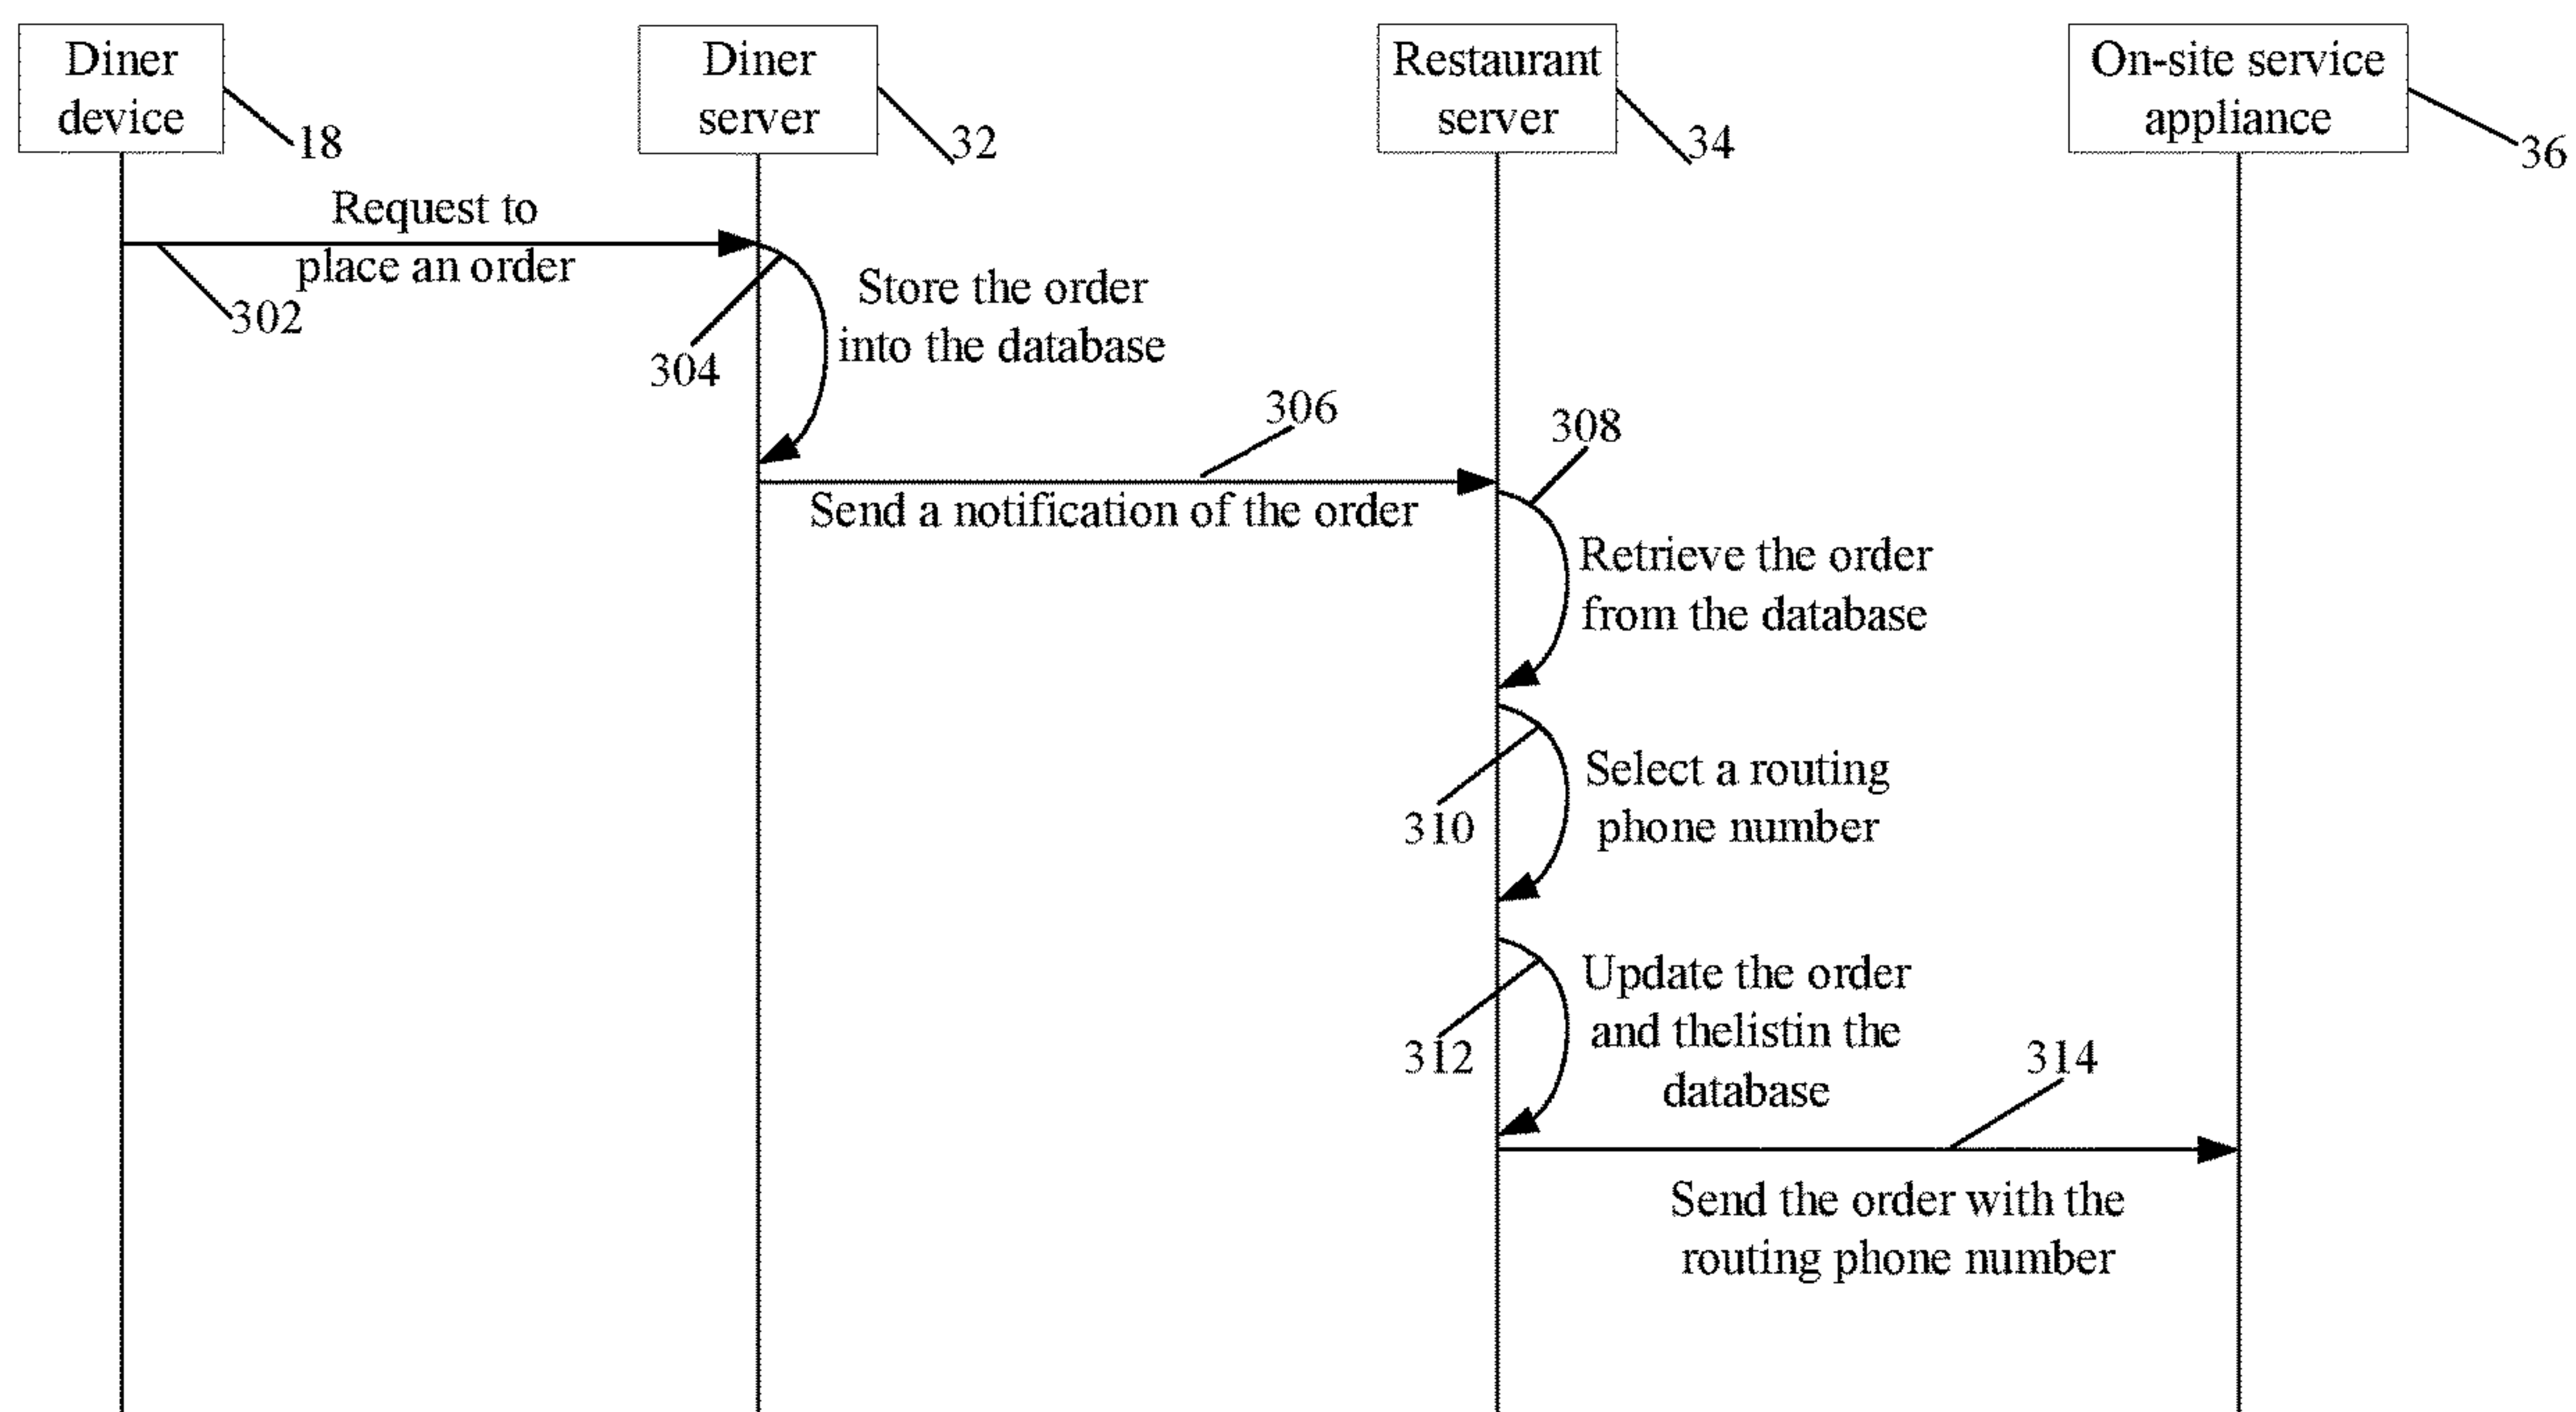 Diner
device
18
Diner
server
32
Restaurant
server
34
On-site service
appliance
36
Request to
place an order
302
304
Store the order
into the database
306
Send a notification of the order
308
Retrieve the order
from the database
310
Select a routing
phone number
312
Update the order
and thelistin the
database
314
Send the order with the
routing phone number